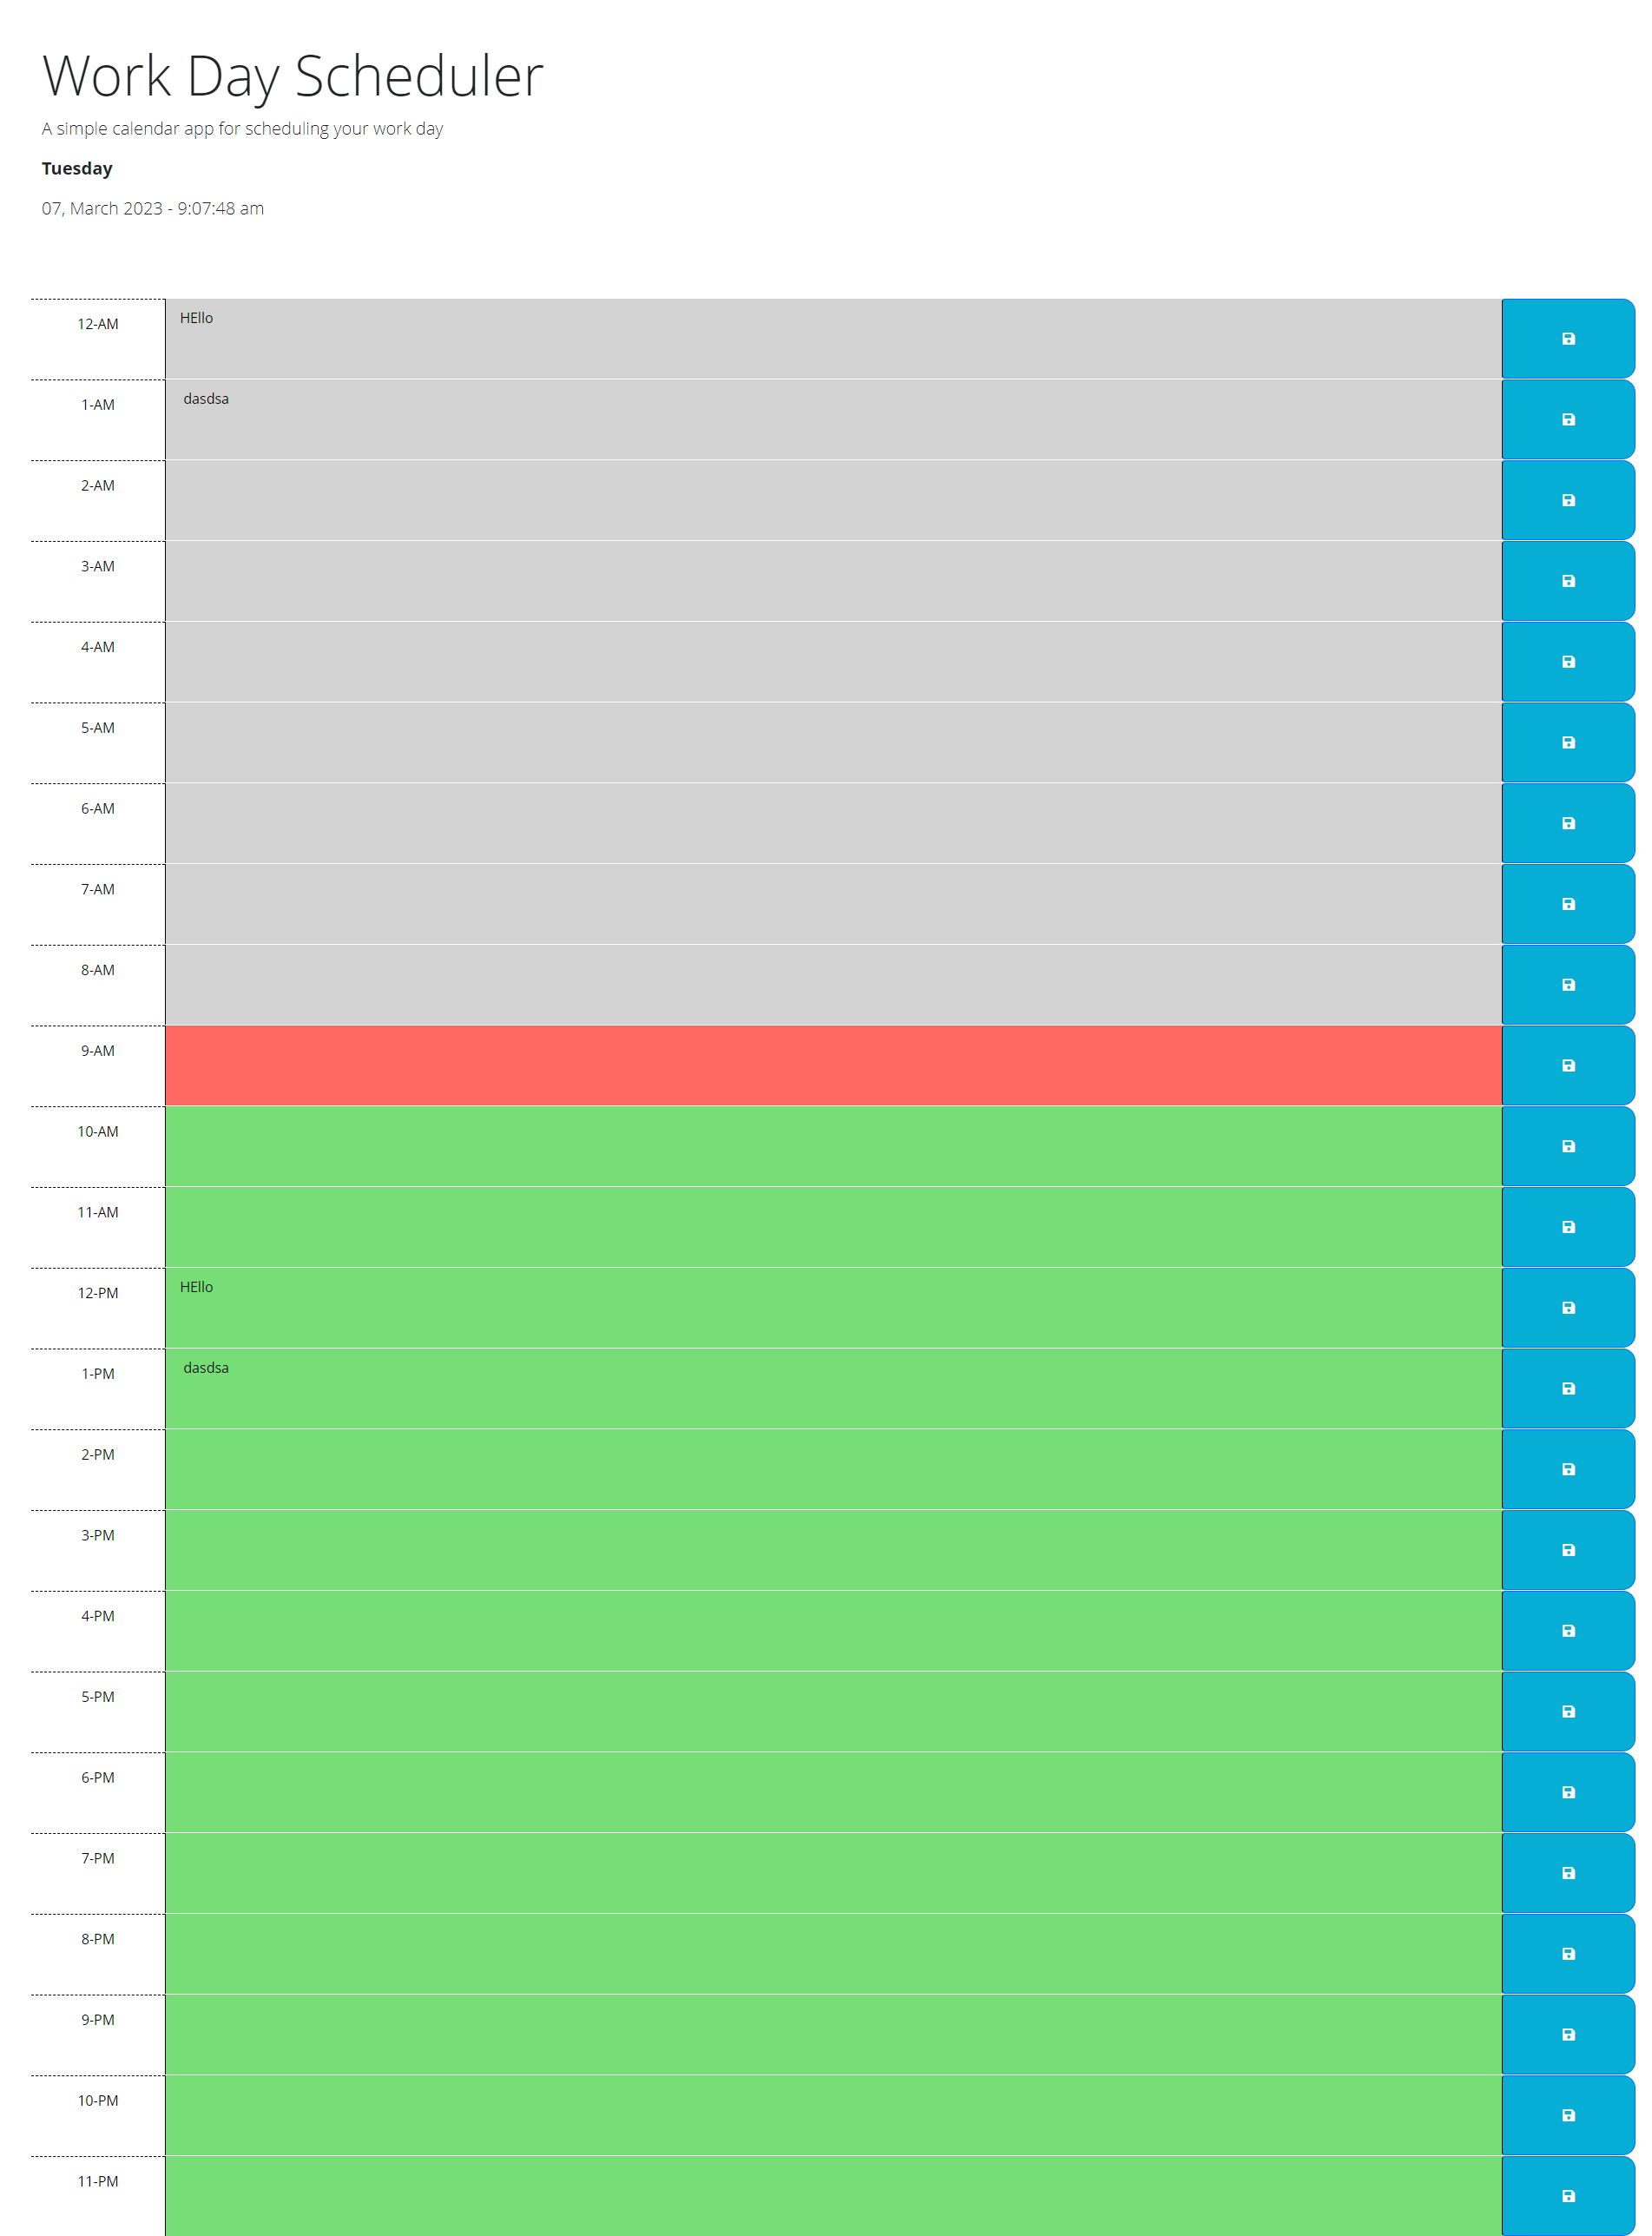 Work Day Scheduler
A simple calendar app for scheduling your work day
Tuesday
07, March 2023 - 9:07:48 am
12-AM HEllo
1-AM dasdsa
2-AM
3-AM
4-AM
5-AM
6-AM
7-AM
8-AM
9-AM
10-AM
11-AM
12-PM HEllo
1-PM dasdsa
2-PM
3-PM
4-PM
5-PM
6-PM
7-PM
8-PM
9-PM
10-PM
11-PM